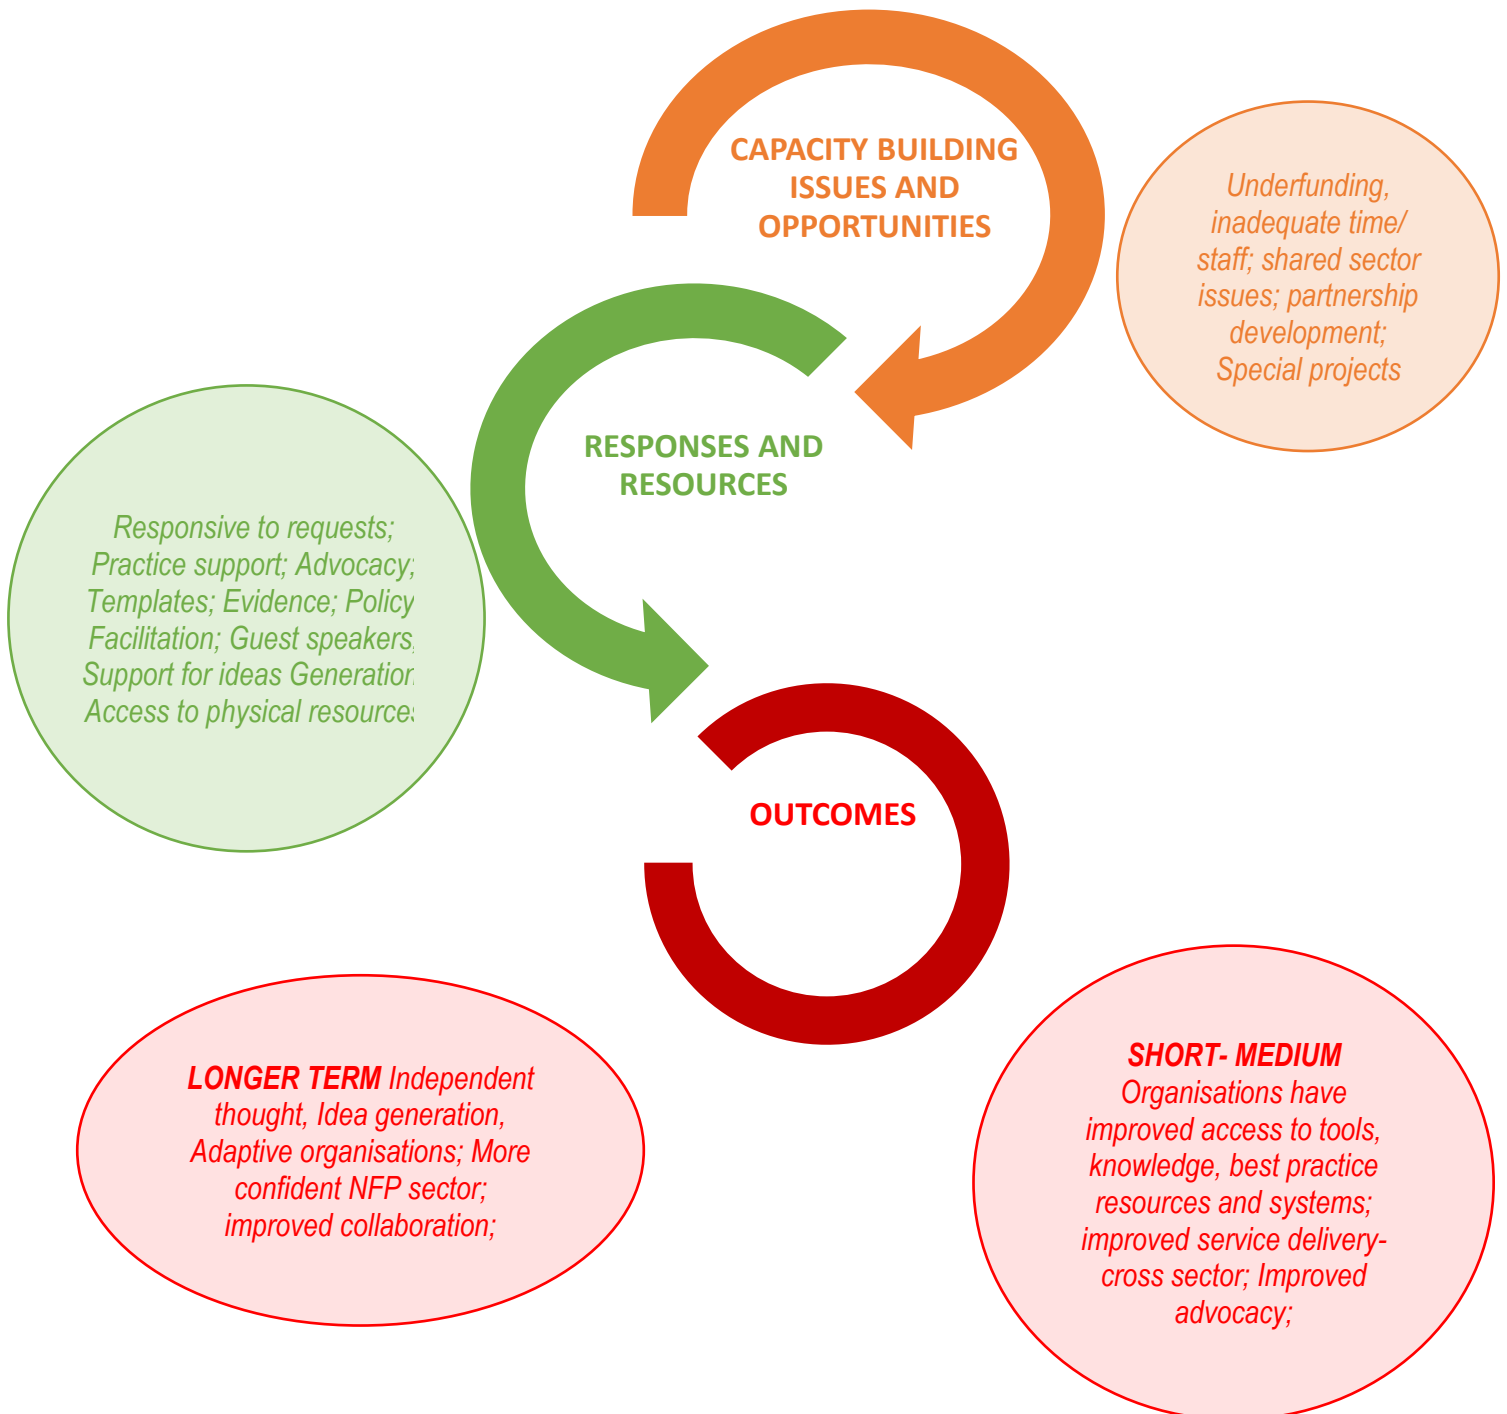 CAPACITY BUILDING
ISSUES AND
OPPORTUNITIES
Underfunding,
inadequate time/
staff; shared sector
issues; partnership
development;
Special projects
RESPONSES AND
RESOURCES
Responsive to requests;
Practice support; Advocacy;
Templates; Evidence; Policy
Facilitation; Guest speakers;
Support for ideas Generation
Access to physical resources
OUTCOMES
LONGER TERM Independent
thought, Idea generation,
Adaptive organisations; More
confident NFP sector;
improved collaboration;
SHORT- MEDIUM
Organisations have
improved access to tools,
knowledge, best practice
resources and systems;
improved service delivery-
cross sector; Improved
advocacy;